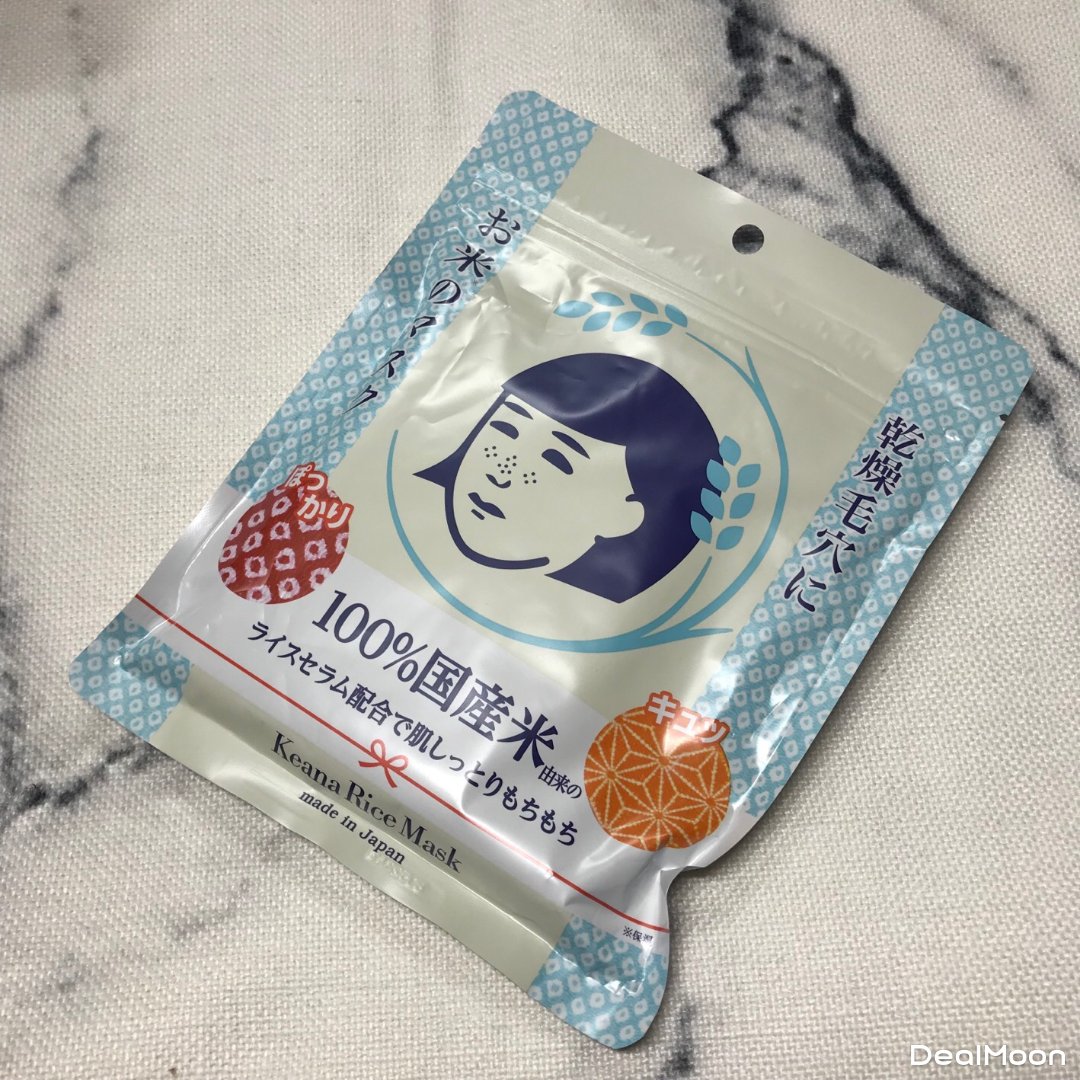 お米のマスク
乾燥毛穴に
ぽっ
かり
100%国産米由来の
ライスセラム配合で肌しっとりもちもち
キュッ
Keana Rice Mask
made in Japan
DealMoon